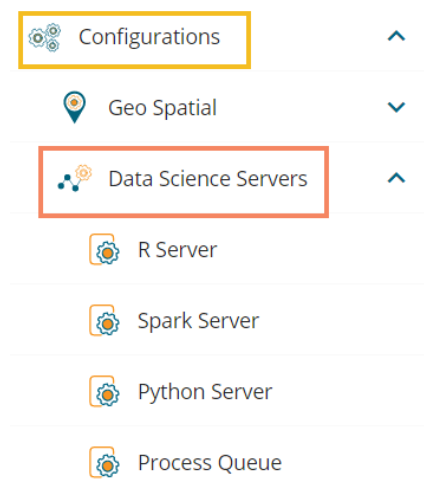 Configurations
Geo Spatial
Data Science Servers
R Server
Spark Server
Python Server
Process Queue